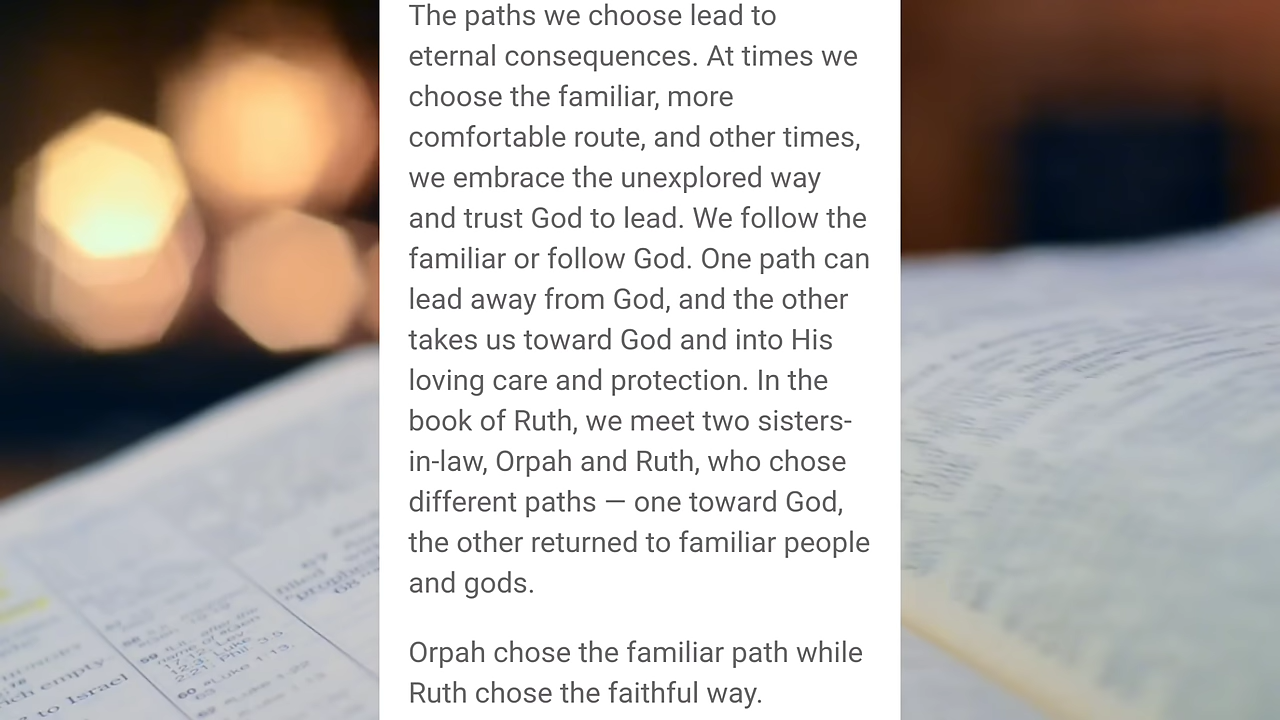 The paths we choose lead to
eternal consequences. At times we
choose the familiar, more
comfortable route, and other times,
we embrace the unexplored way
and trust God to lead. We follow the
familiar or follow God. One path can
lead away from God, and the other
takes us toward God and into His
loving care and protection. In the
book of Ruth, we meet two sisters-
in-law, Orpah and Ruth, who chose
different paths — one toward God,
the other returned to familiar people
and gods.
Orpah chose the familiar path while
Ruth chose the faithful way.
empty
to Israel